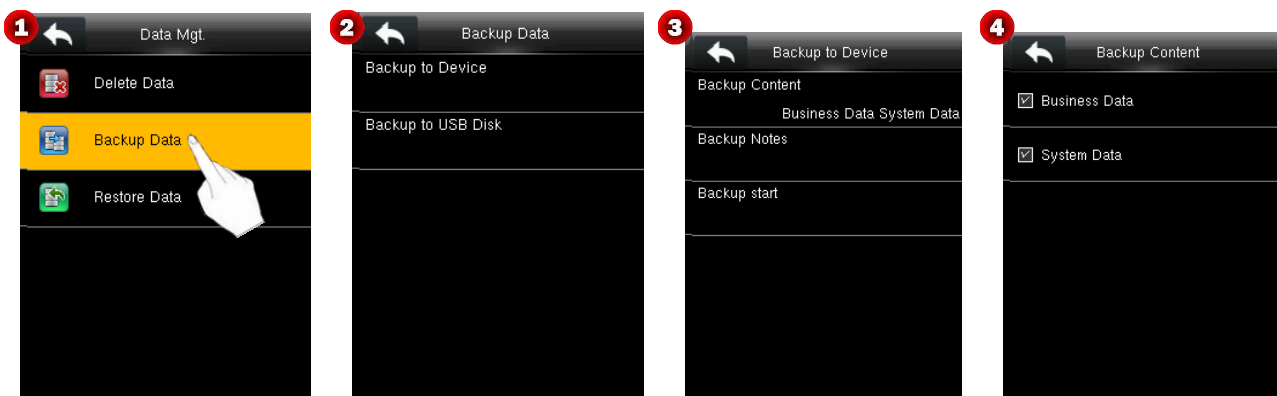 1
Data Mgt.
Delete Data
Backup Data
Restore Data
2
Backup Data
Backup to Device
Backup to USB Disk
3
Backup to Device
Backup Content
Business Data System Data
Backup Notes
Backup start
4
Backup Content
Business Data
System Data